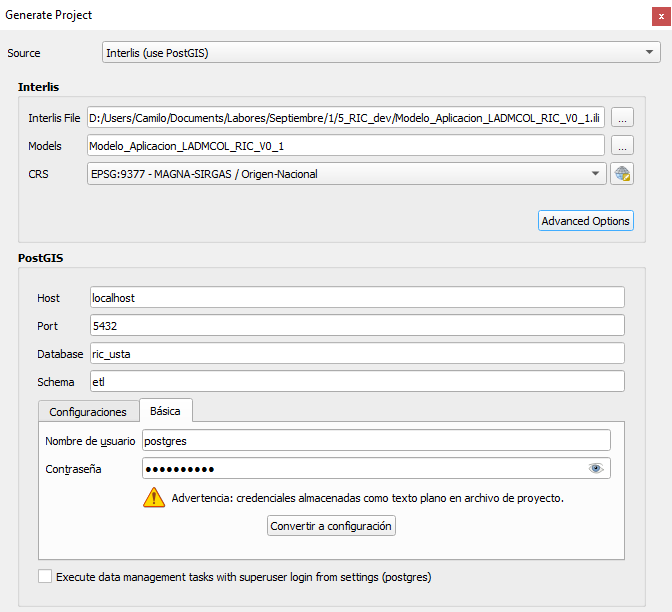 Generate Project
Source Interlis (use PostGIS)
Interlis
Interlis File D:/Users/Camilo/Documents/Labores/Septiembre/1/5_RIC_dev/Modelo_Aplicacion_LADMCOL_RIC_V0_1.ili ...
Models Modelo_Aplicacion_LADMCOL_RIC_V0_1 ...
CRS EPSG:9377 - MAGNA-SIRGAS / Origen-Nacional
Advanced Options
PostGIS
Host localhost
Port 5432
Database ric_usta
Schema etl
Configuraciones Básica
Nombre de usuario postgres
Contraseña ●●●●●●●●●●
Advertencia: credenciales almacenadas como texto plano en archivo de proyecto.
Convertir a configuración
Execute data management tasks with superuser login from settings (postgres)